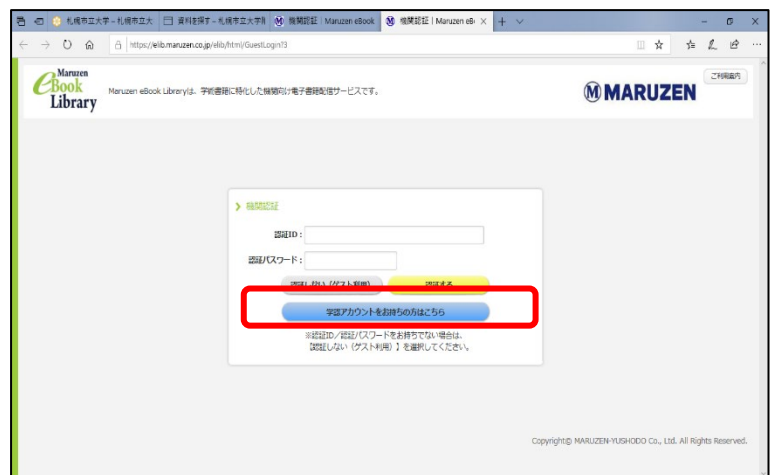 札幌市立大学 – 札幌市立大
資料を探す – 札幌市立大学附
機関認証 | Maruzen eBook
機関認証 | Maruzen eB
https://elib.maruzen.co.jp/elib/html/GuestLogin?3
Maruzen
eBook
Library
Maruzen eBook Libraryは、学術書籍に特化した機関向け電子書籍配信サービスです。
MARUZEN
ご利用案内
機関認証
認証ID：
認証パスワード：
認証しない（ゲスト利用）
認証する
学認アカウントをお持ちの方はこちら
※認証ID／認証パスワードをお持ちでない場合は、
【認証しない（ゲスト利用）】を選択してください。
Copyright© MARUZEN-YUSHODO Co., Ltd. All Rights Reserved.